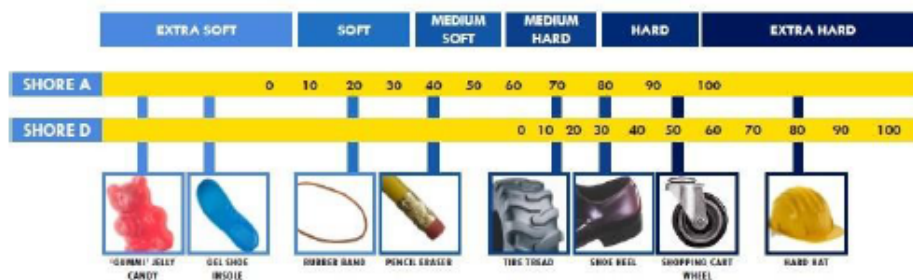 EXTRA SOFT SOFT MEDIUM SOFT MEDIUM HARD HARD EXTRA HARD
SHORE A 0 10 20 30 40 50 60 70 80 90 100
SHORE D 0 10 20 30 40 50 60 70 80 90 100
'GUMMI' JELLY CANDY
GEL SHOE INSOLE
RUBBER BAND
PENCIL ERASER
TIRE TREAD
SHOE HEEL
SHOPPING CART WHEEL
HARD HAT